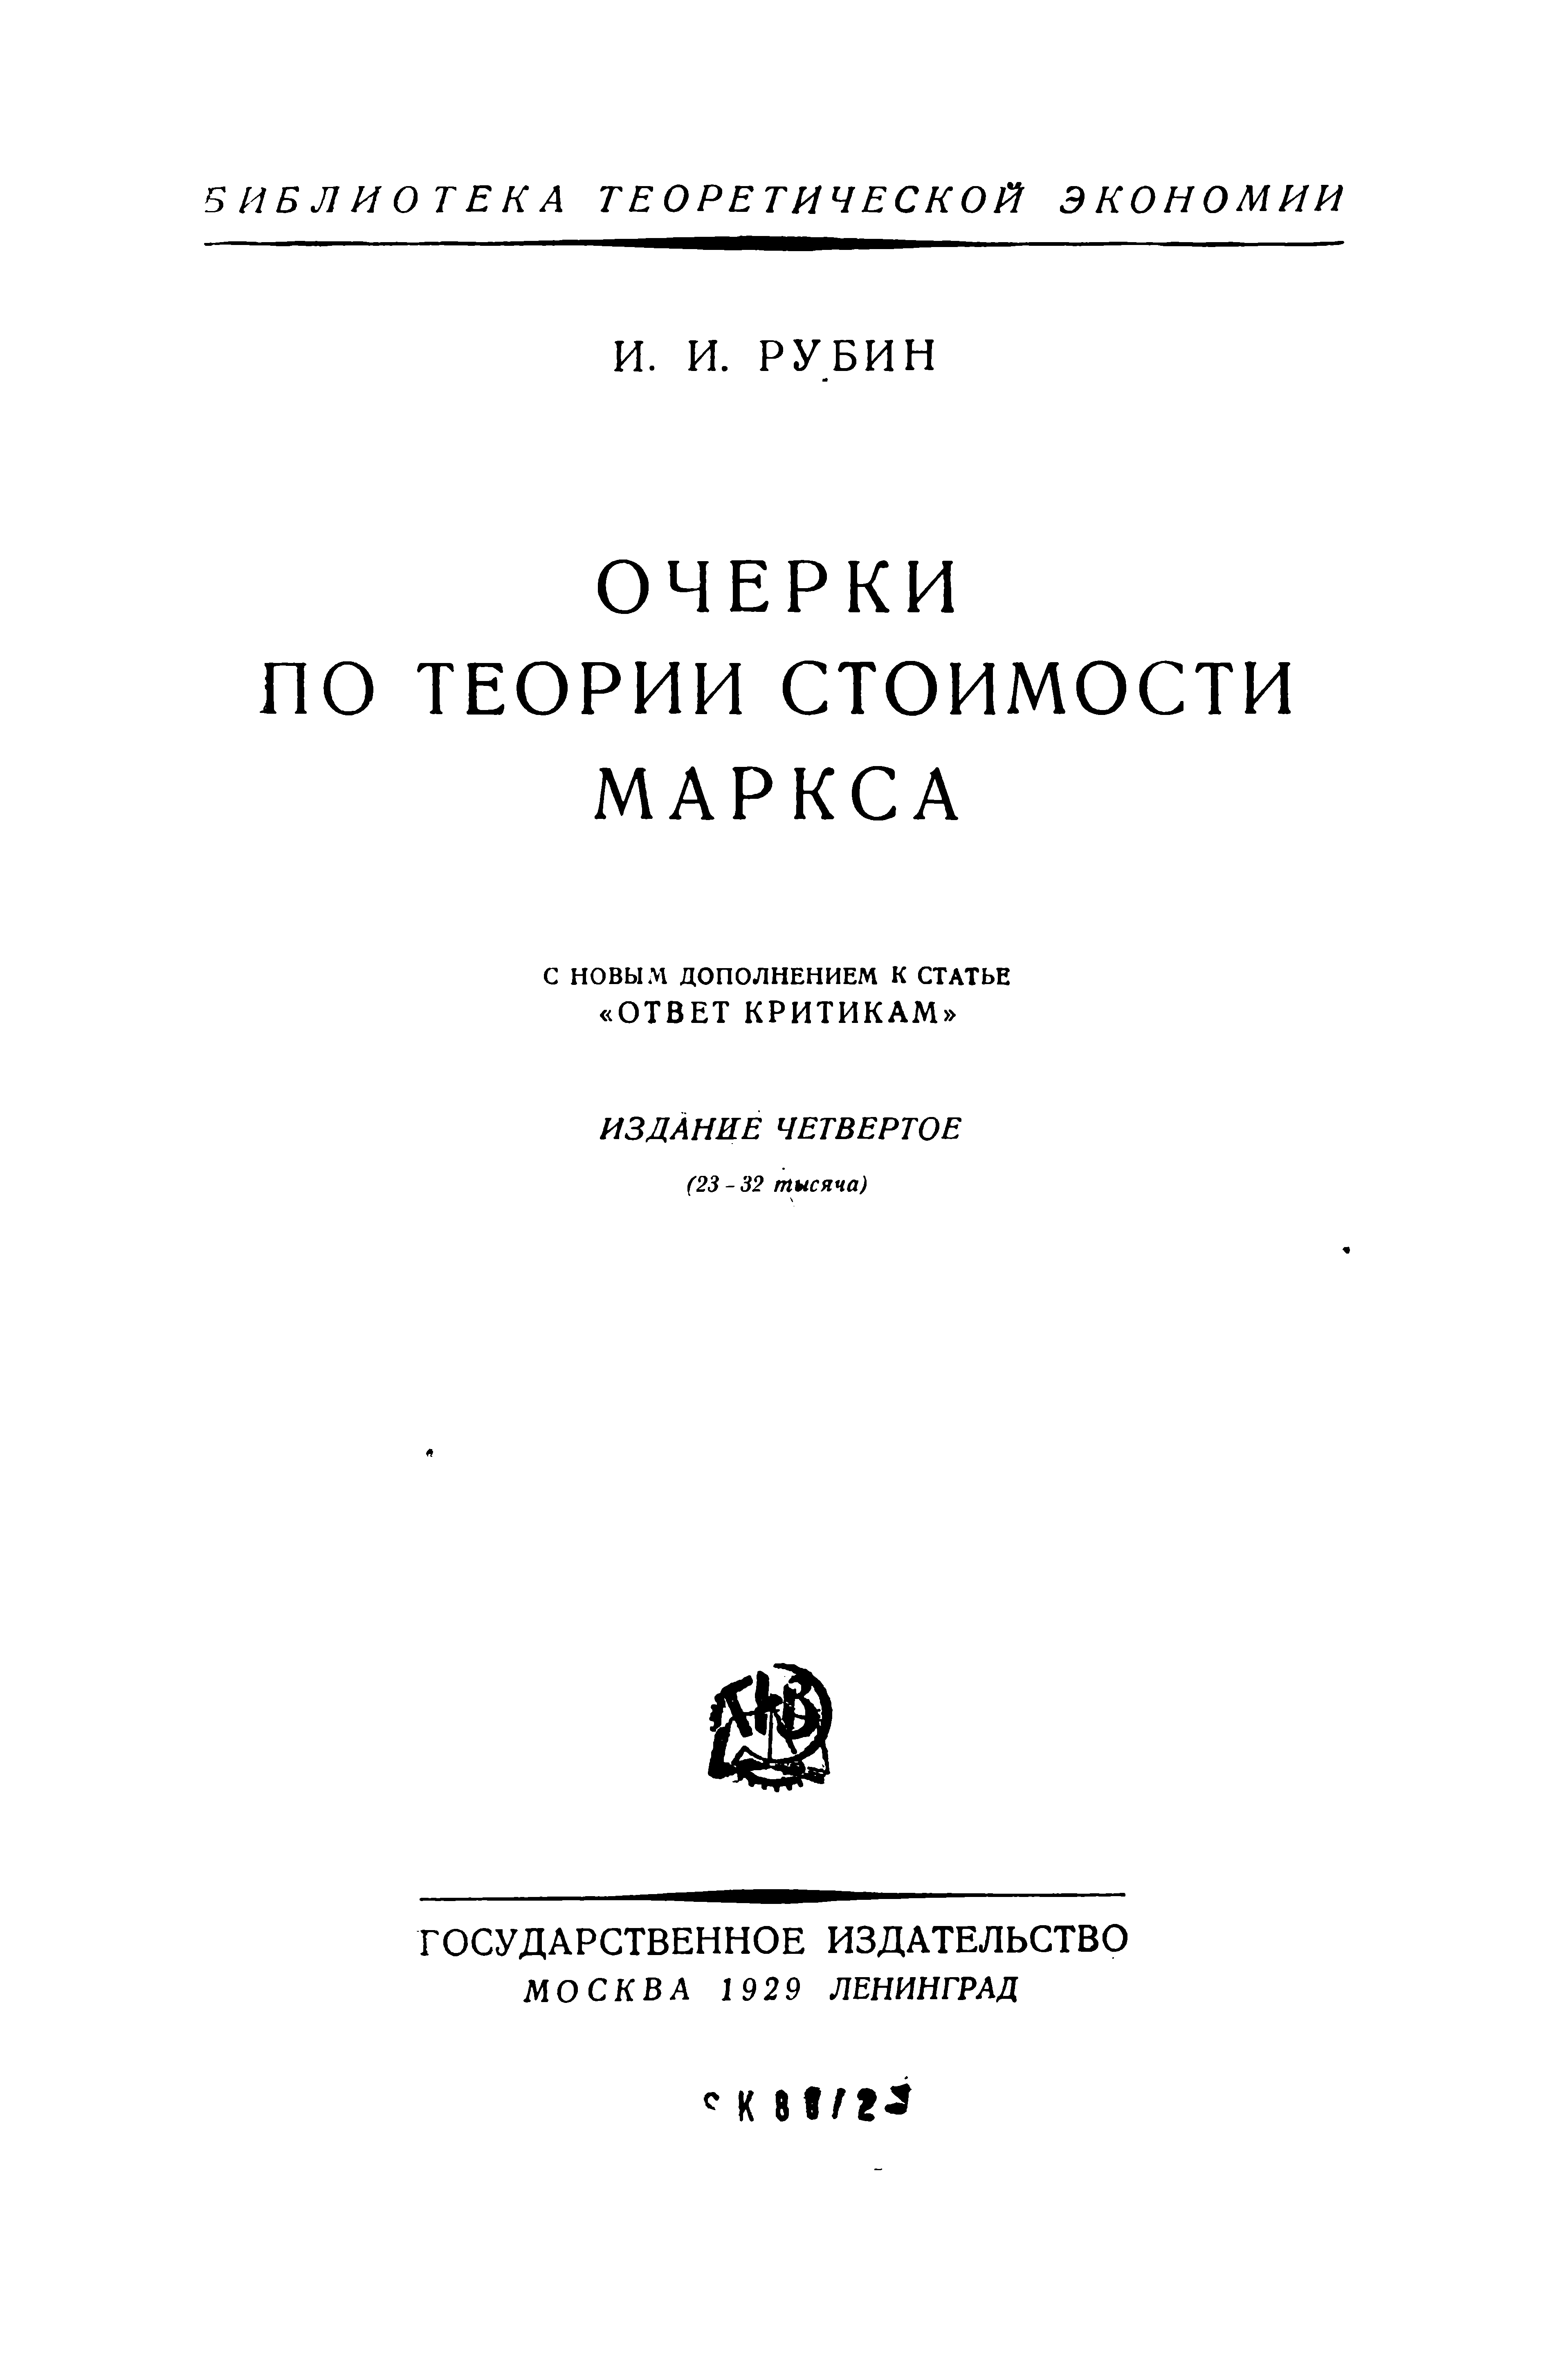 БИБЛИОТЕКА ТЕОРЕТИЧЕСКОЙ ЭКОНОМИИ
И. И. РУБИН
ОЧЕРКИ
ПО ТЕОРИИ СТОИМОСТИ
МАРКСА
С НОВЫМ ДОПОЛНЕНИЕМ К СТАТЬЕ
«ОТВЕТ КРИТИКАМ»
ИЗДАНИЕ ЧЕТВЕРТОЕ
(23 - 32 тысяча)
ГОСУДАРСТВЕННОЕ ИЗДАТЕЛЬСТВО
МОСКВА 1929 ЛЕНИНГРАД